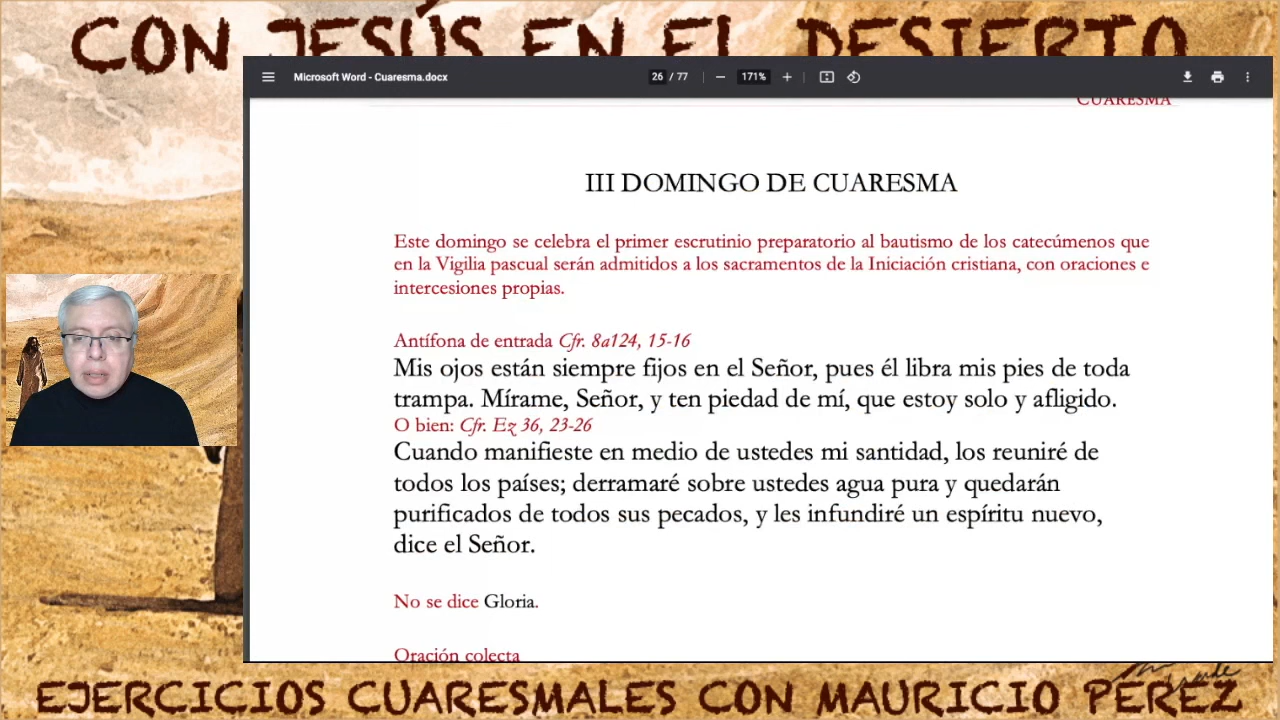 CON JESÚS EN EL DESIERTO
Microsoft Word - Cuaresma.docx
26 / 77
171%
CUARESMA
III DOMINGO DE CUARESMA
Este domingo se celebra el primer escrutinio preparatorio al bautismo de los catecúmenos que
en la Vigilia pascual serán admitidos a los sacramentos de la Iniciación cristiana, con oraciones e
intercesiones propias.
Antífona de entrada Cfr. 8a124, 15-16
Mis ojos están siempre fijos en el Señor, pues él libra mis pies de toda
trampa. Mírame, Señor, y ten piedad de mí, que estoy solo y afligido.
O bien: Cfr. Ez 36, 23-26
Cuando manifieste en medio de ustedes mi santidad, los reuniré de
todos los países; derramaré sobre ustedes agua pura y quedarán
purificados de todos sus pecados, y les infundiré un espíritu nuevo,
dice el Señor.
No se dice Gloria.
Oración colecta
EJERCICIOS CUARESMALES CON MAURICIO PÉREZ